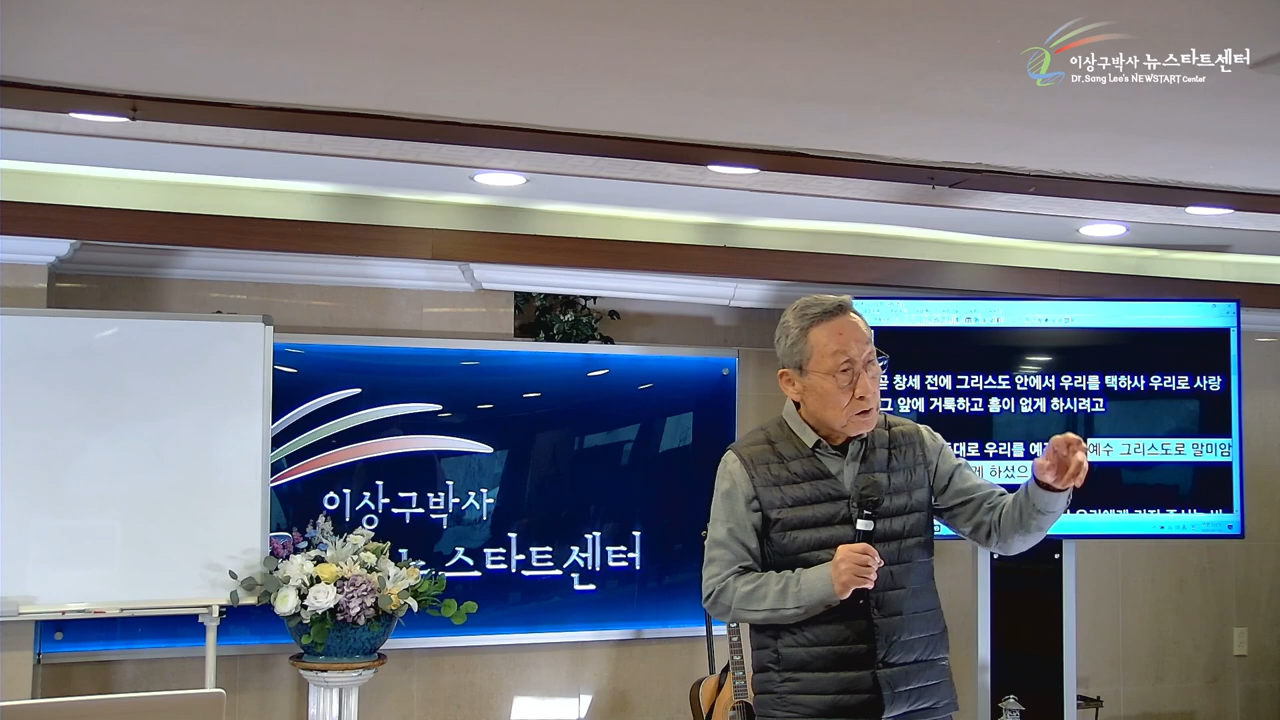 이상구박사 뉴스타트센터
Dr. Sang Lee's NEWSTART Center
곧 창세 전에 그리스도 안에서 우리를 택하사 우리로 사랑
그 앞에 거룩하고 흠이 없게 하시려고
우리를 예수 그리스도로 말미암
하셨으
이상구박사
뉴스타트센터